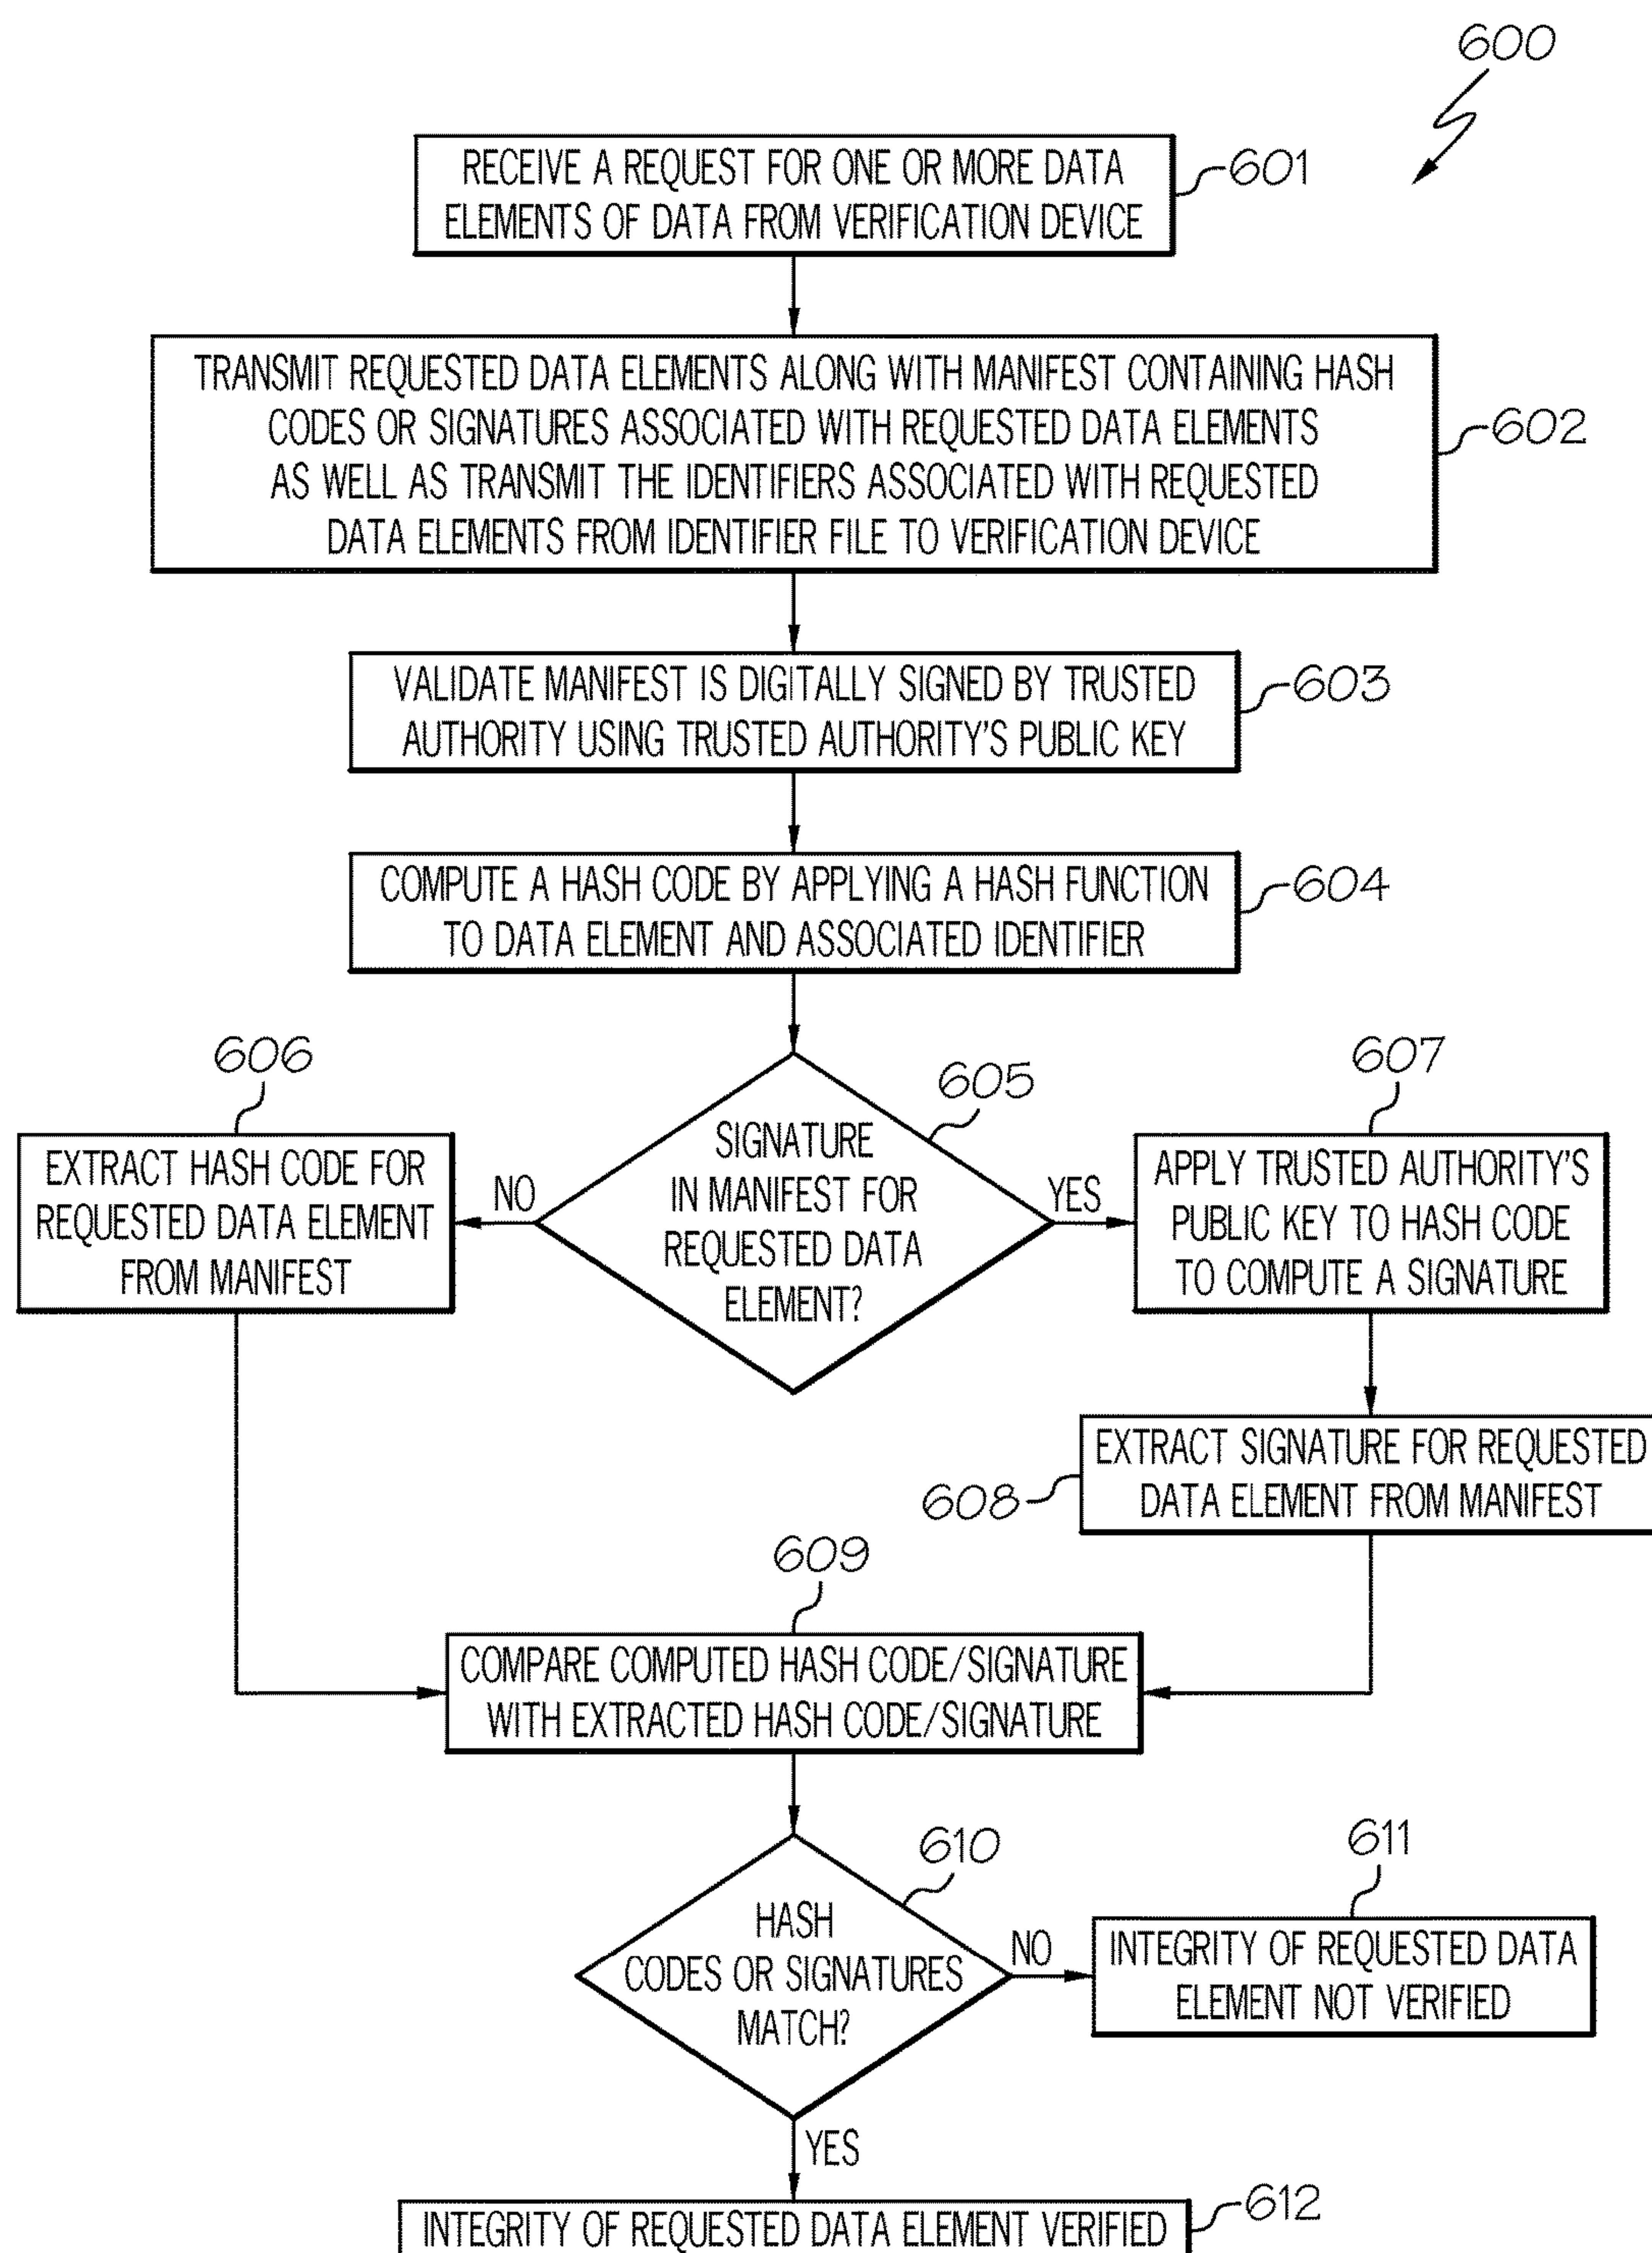 600
RECEIVE A REQUEST FOR ONE OR MORE DATA
ELEMENTS OF DATA FROM VERIFICATION DEVICE
601
TRANSMIT REQUESTED DATA ELEMENTS ALONG WITH MANIFEST CONTAINING HASH
CODES OR SIGNATURES ASSOCIATED WITH REQUESTED DATA ELEMENTS
AS WELL AS TRANSMIT THE IDENTIFIERS ASSOCIATED WITH REQUESTED
DATA ELEMENTS FROM IDENTIFIER FILE TO VERIFICATION DEVICE
602
VALIDATE MANIFEST IS DIGITALLY SIGNED BY TRUSTED
AUTHORITY USING TRUSTED AUTHORITY'S PUBLIC KEY
603
COMPUTE A HASH CODE BY APPLYING A HASH FUNCTION
TO DATA ELEMENT AND ASSOCIATED IDENTIFIER
604
605
SIGNATURE
IN MANIFEST FOR
REQUESTED DATA
ELEMENT?
NO
606
EXTRACT HASH CODE FOR
REQUESTED DATA ELEMENT
FROM MANIFEST
YES
607
APPLY TRUSTED AUTHORITY'S
PUBLIC KEY TO HASH CODE
TO COMPUTE A SIGNATURE
608
EXTRACT SIGNATURE FOR REQUESTED
DATA ELEMENT FROM MANIFEST
609
COMPARE COMPUTED HASH CODE/SIGNATURE
WITH EXTRACTED HASH CODE/SIGNATURE
610
HASH
CODES OR SIGNATURES
MATCH?
NO
611
INTEGRITY OF REQUESTED DATA
ELEMENT NOT VERIFIED
YES
INTEGRITY OF REQUESTED DATA ELEMENT VERIFIED
612